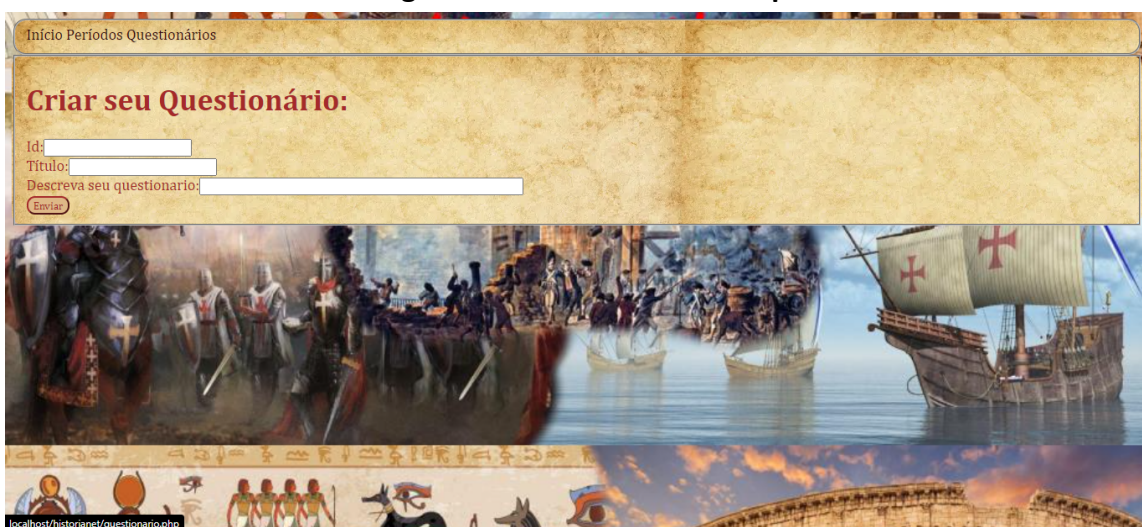 Início Períodos Questionários
Criar seu Questionário:
Id:
Título:
Descreva seu questionario:
Enviar
localhost/historianet/questionario.php